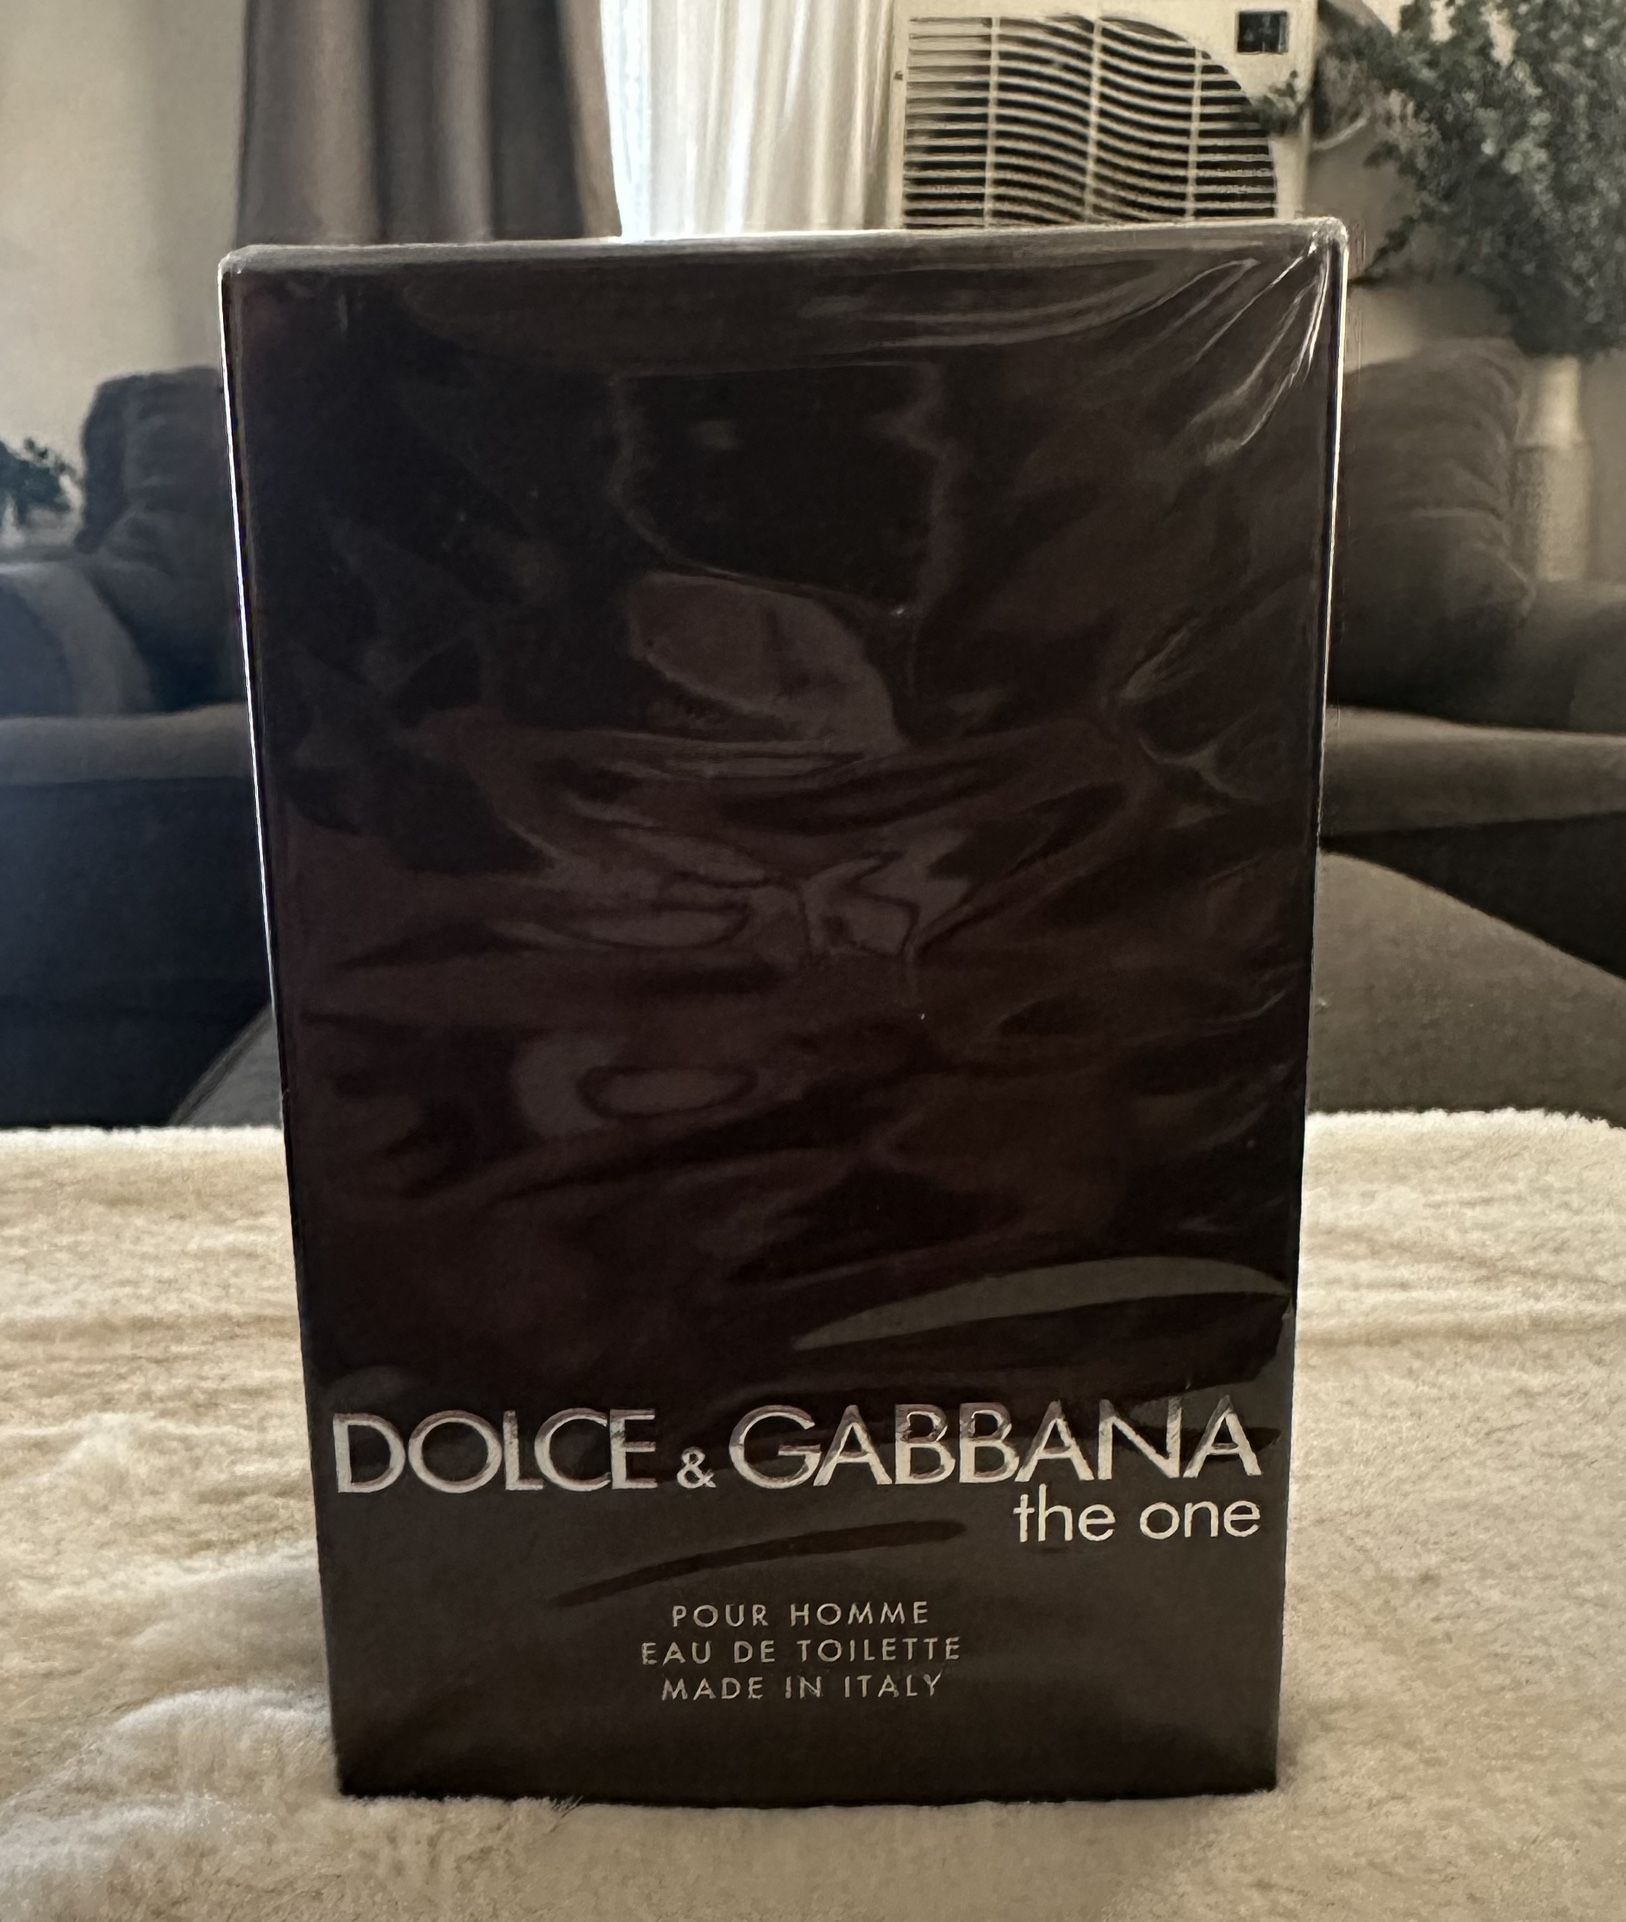 DOLCE & GABBANA
the one
POUR HOMME
EAU DE TOILETTE
MADE IN ITALY